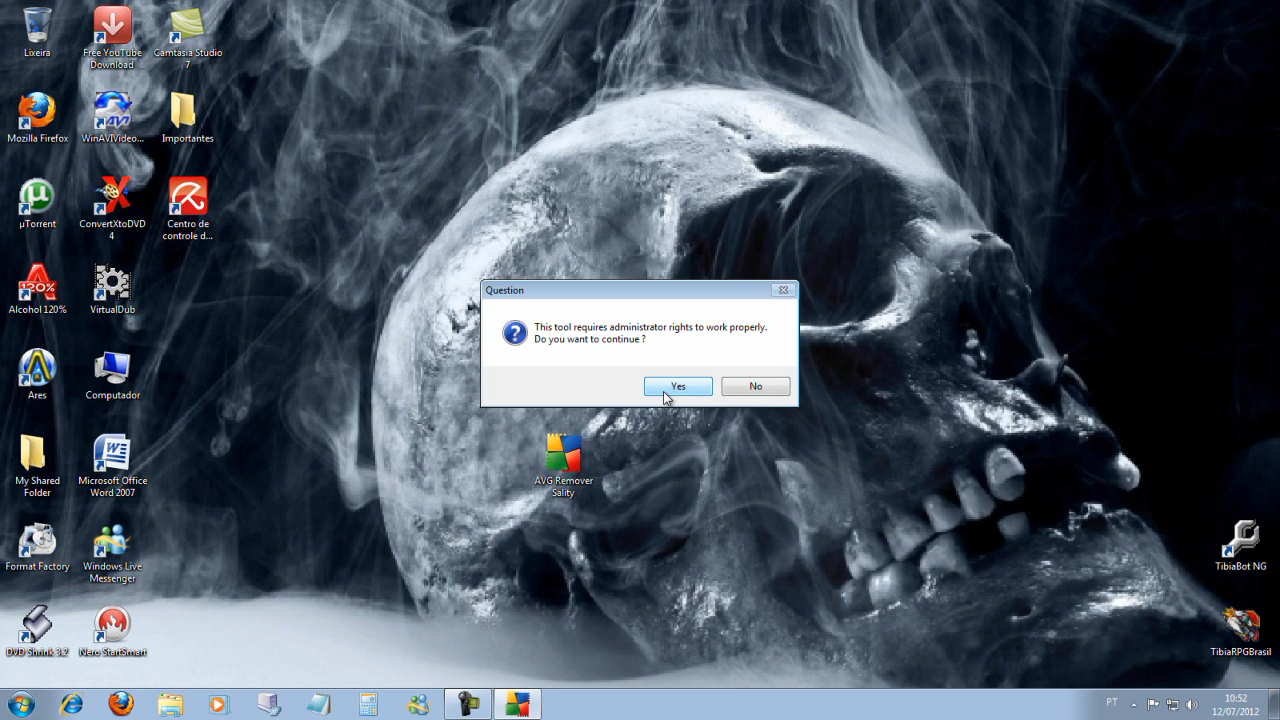 Lixeira
Free YouTube
Download
Camtasia Studio
7
Mozilla Firefox
WinAVIVideo...
Importantes
µTorrent
ConvertXtoDVD
4
Centro de
controle d...
Alcohol 120%
VirtualDub
Ares
Computador
My Shared
Folder
Microsoft Office
Word 2007
Format Factory
Windows Live
Messenger
DVD Shrink 3.2
Nero StartSmart
Question
This tool requires administrator rights to work properly.
Do you want to continue ?
Yes
No
AVG Remover
Sality
TibiaBot NG
TibiaRPGBrasil
PT
10:52
12/07/2012